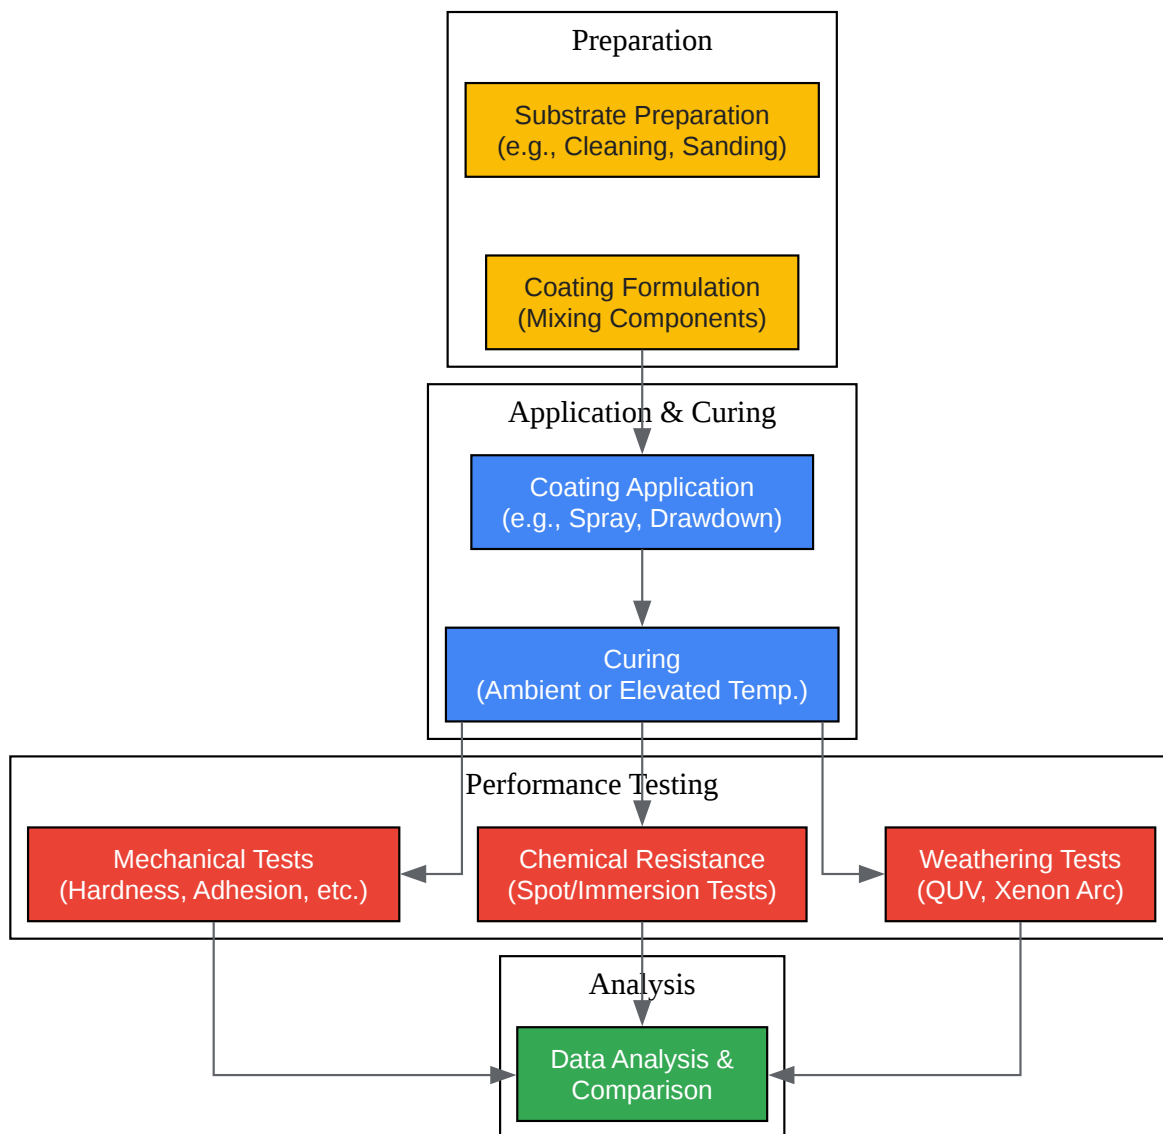 Preparation
Substrate Preparation
(e.g., Cleaning, Sanding)
Coating Formulation
(Mixing Components)
Application & Curing
Coating Application
(e.g., Spray, Drawdown)
Curing
(Ambient or Elevated Temp.)
Performance Testing
Mechanical Tests
(Hardness, Adhesion, etc.)
Chemical Resistance
(Spot/Immersion Tests)
Weathering Tests
(QUV, Xenon Arc)
Analysis
Data Analysis &
Comparison